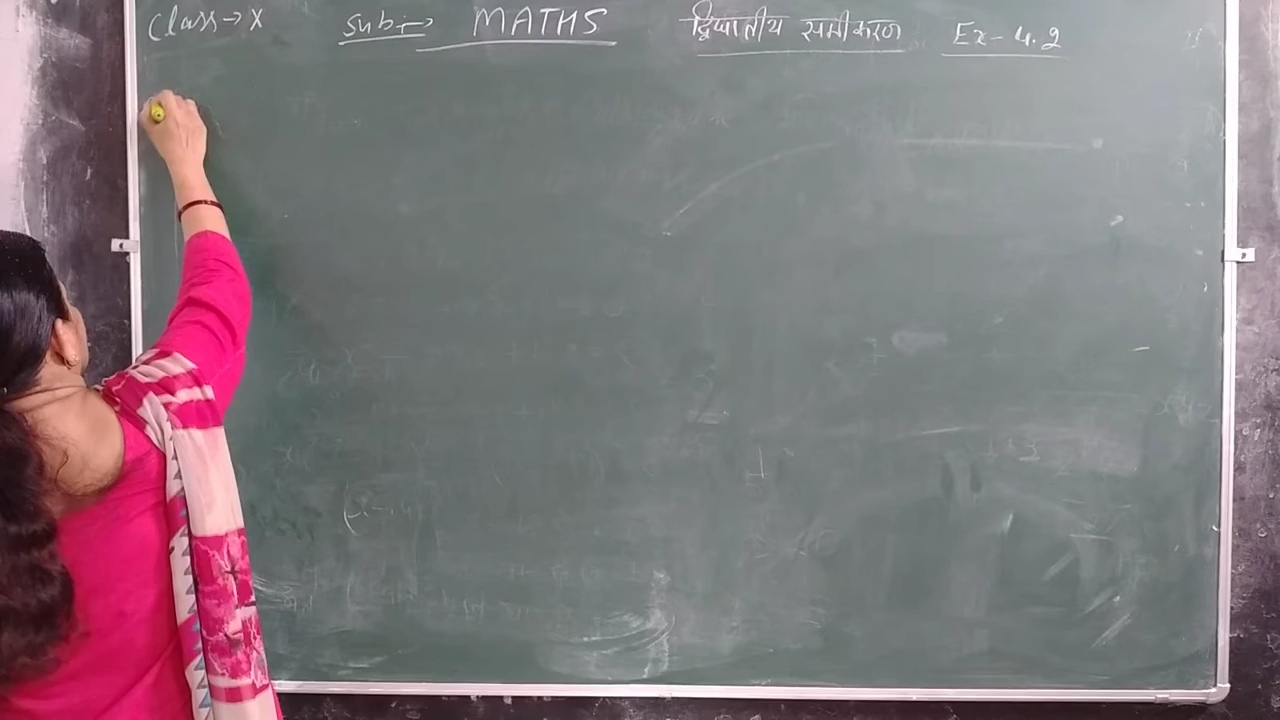 Class → X Sub:→ MATHS द्विघातीय समीकरण Ex-4.2